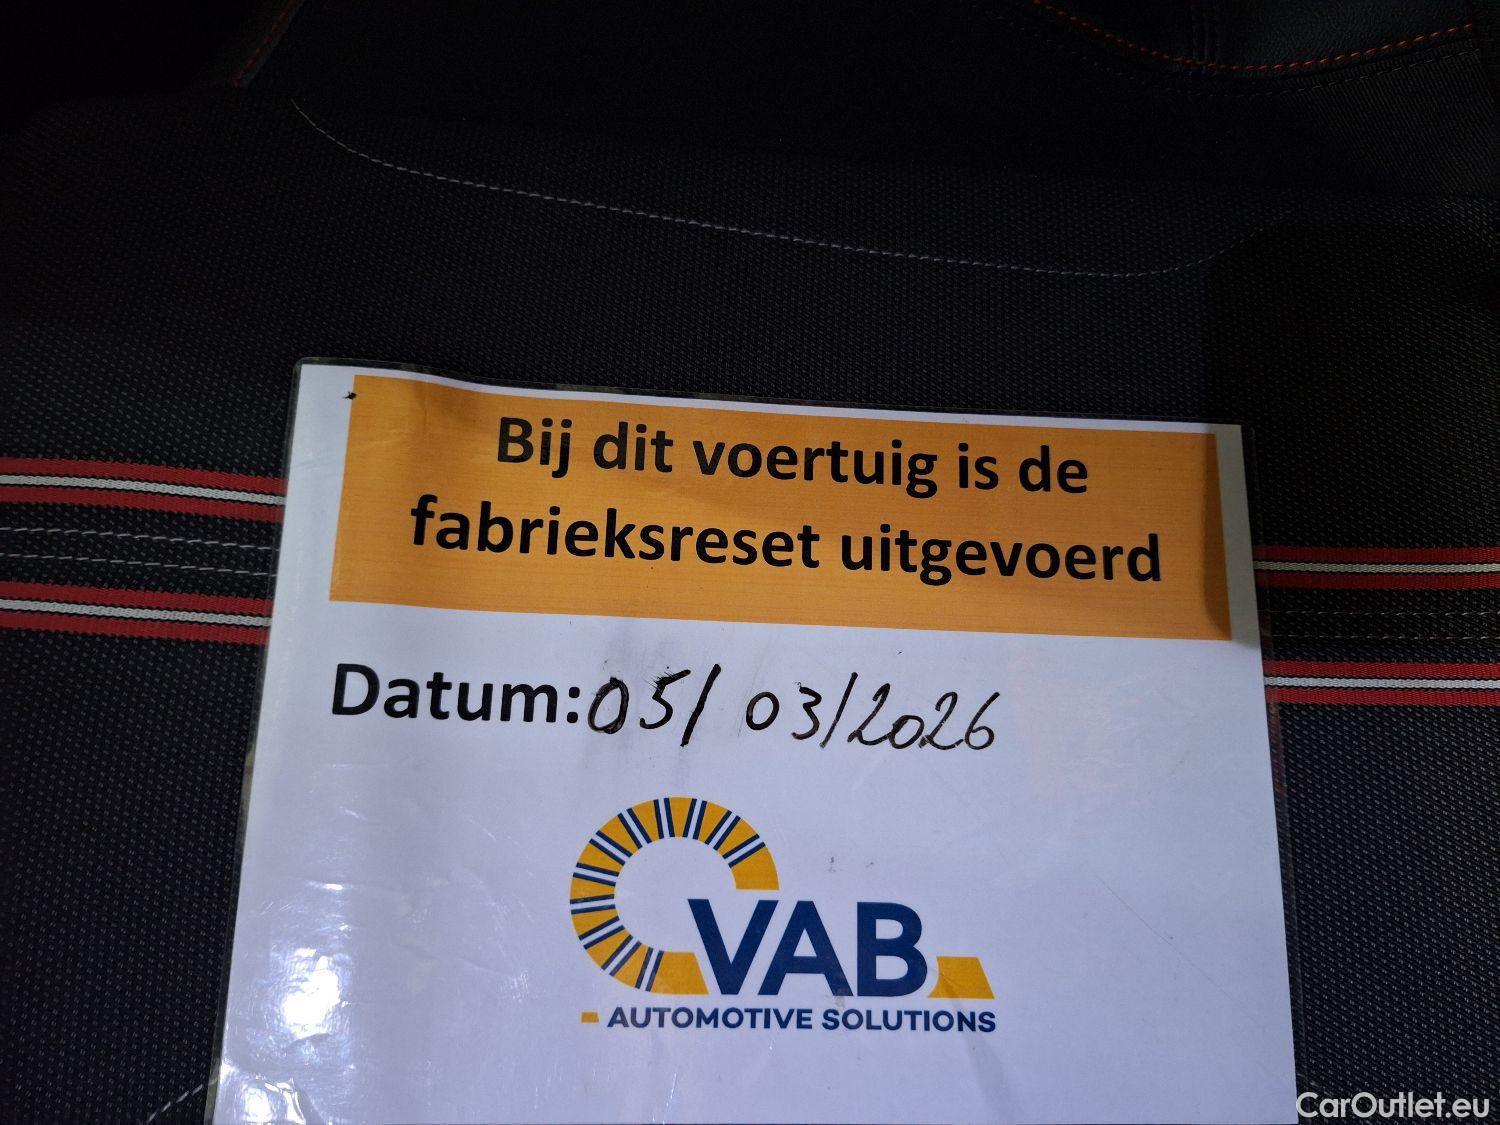 Bij dit voertuig is de
fabrieksreset uitgevoerd
Datum: 05/03/2026
VAB
AUTOMOTIVE SOLUTIONS
CarOutlet.eu